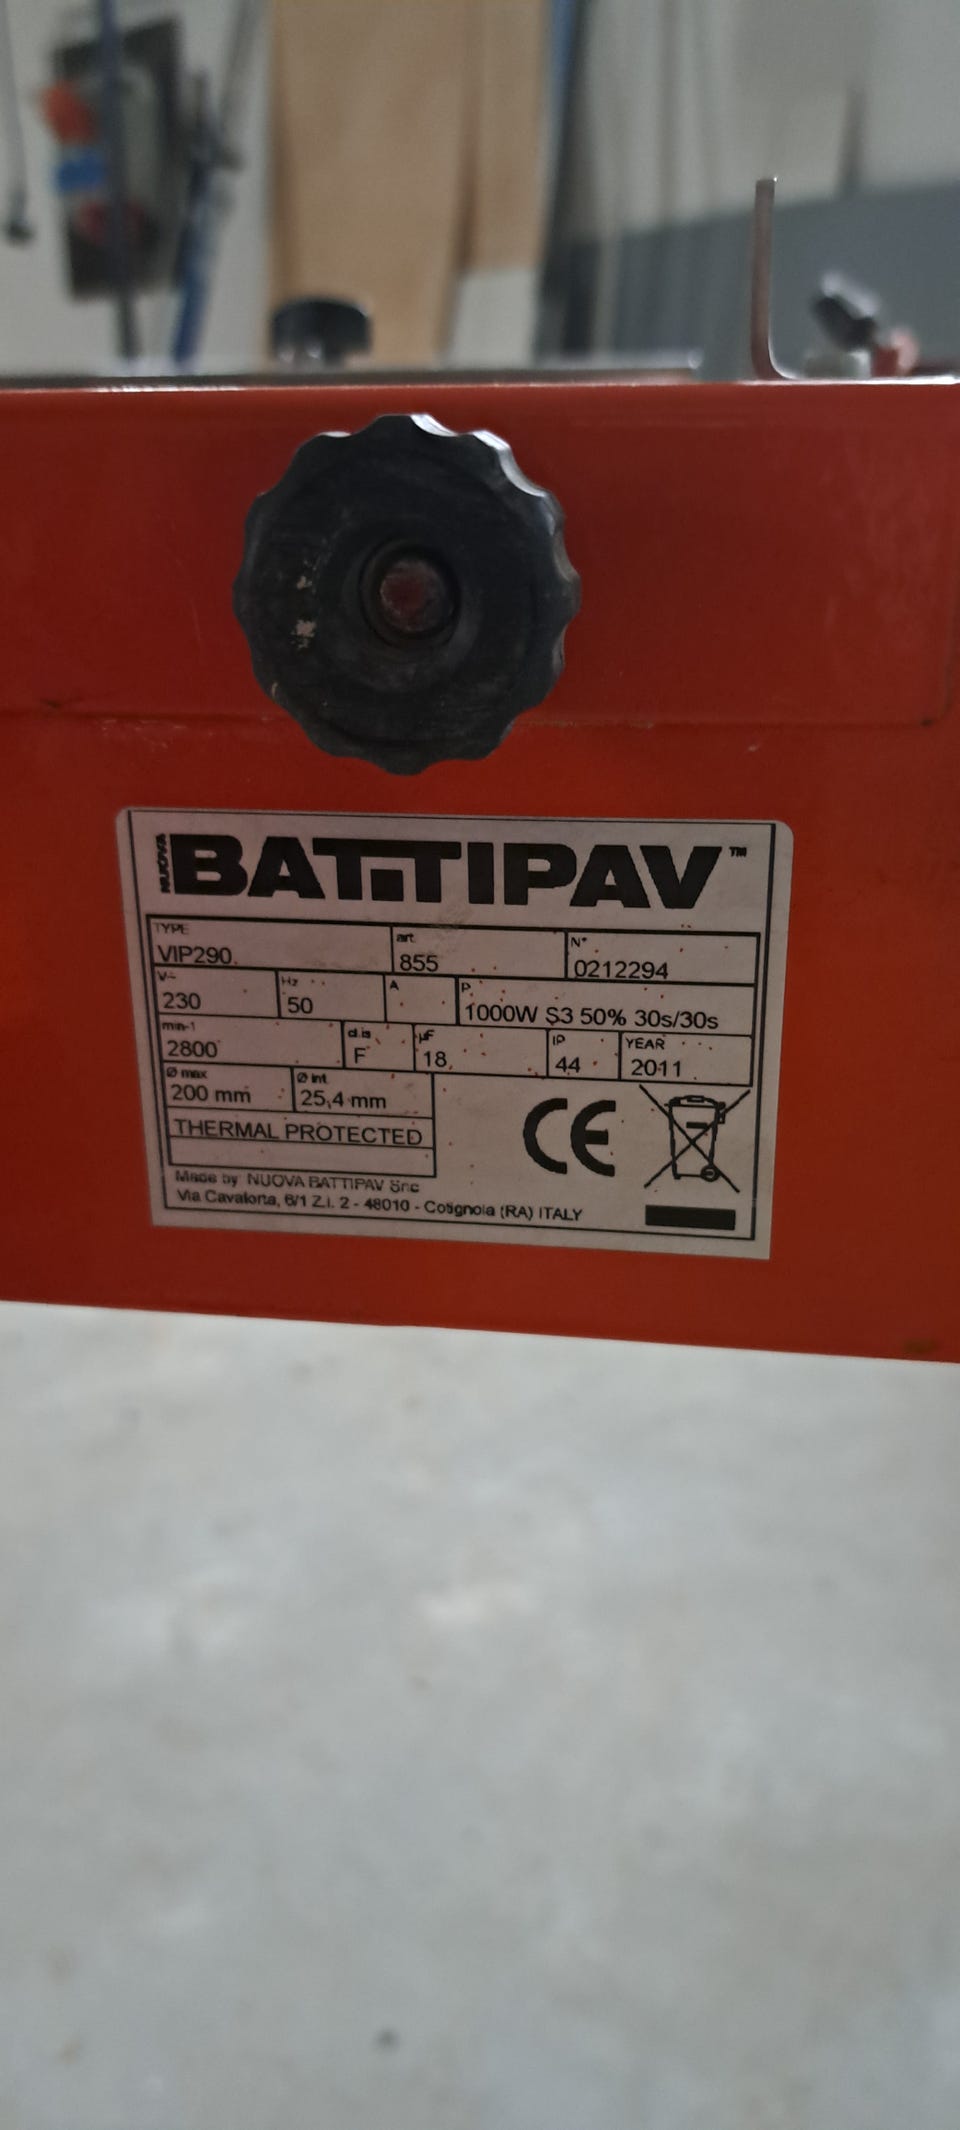 NUOVA BATTIPAV ™
TYPE art. N°
VIP290 855 0212294
V~ Hz A P
230 50 1000W S3 50% 30s/30s
min-1 cl.is µF IP YEAR
2800 F 18 44 2011
Ø max Ø int.
200 mm 25,4 mm
THERMAL PROTECTED
CE
Made by: NUOVA BATTIPAV Snc
Via Cavalorta, 6/1 Z.I. 2 - 48010 - Cotignola (RA) ITALY